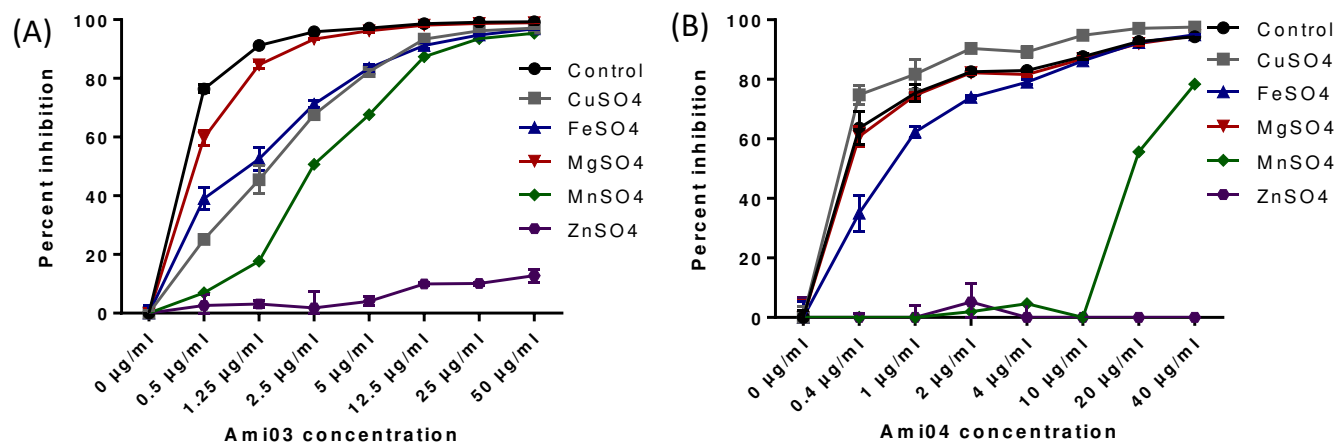 (A)
Percent inhibition
100
80
60
40
20
0
0 µg/ml
0.5 µg/ml
1.25 µg/ml
2.5 µg/ml
5 µg/ml
12.5 µg/ml
25 µg/ml
50 µg/ml
Ami03 concentration
Control
CuSO4
FeSO4
MgSO4
MnSO4
ZnSO4
(B)
Percent inhibition
100
80
60
40
20
0
0 µg/ml
0.4 µg/ml
1 µg/ml
2 µg/ml
4 µg/ml
10 µg/ml
20 µg/ml
40 µg/ml
Ami04 concentration
Control
CuSO4
FeSO4
MgSO4
MnSO4
ZnSO4